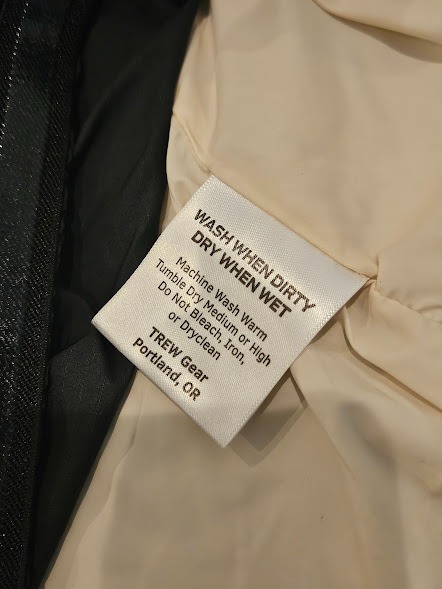 WASH WHEN DIRTY
DRY WHEN WET
Machine Wash Warm
Tumble Dry Medium or High
Do Not Bleach, Iron,
or Dryclean
TREW Gear
Portland, OR